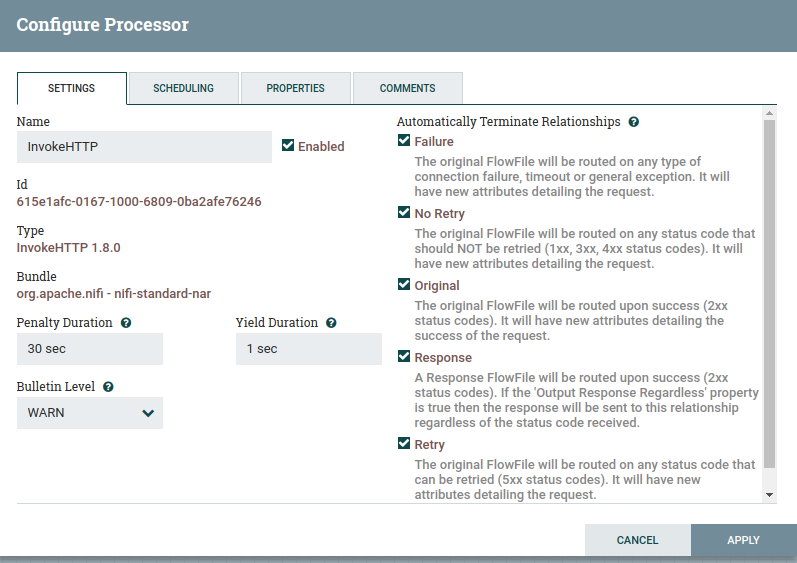 Configure Processor
SETTINGS
SCHEDULING
PROPERTIES
COMMENTS
Name
InvokeHTTP
Enabled
Id
615e1afc-0167-1000-6809-0ba2afe76246
Type
InvokeHTTP 1.8.0
Bundle
org.apache.nifi - nifi-standard-nar
Penalty Duration ?
Yield Duration ?
30 sec
1 sec
Bulletin Level ?
WARN
Automatically Terminate Relationships ?
Failure
The original FlowFile will be routed on any type of
connection failure, timeout or general exception. It will
have new attributes detailing the request.
No Retry
The original FlowFile will be routed on any status code that
should NOT be retried (1xx, 3xx, 4xx status codes). It will
have new attributes detailing the request.
Original
The original FlowFile will be routed upon success (2xx
status codes). It will have new attributes detailing the
success of the request.
Response
A Response FlowFile will be routed upon success (2xx
status codes). If the 'Output Response Regardless' property
is true then the response will be sent to this relationship
regardless of the status code received.
Retry
The original FlowFile will be routed on any status code that
can be retried (5xx status codes). It will have new
attributes detailing the request.
CANCEL
APPLY